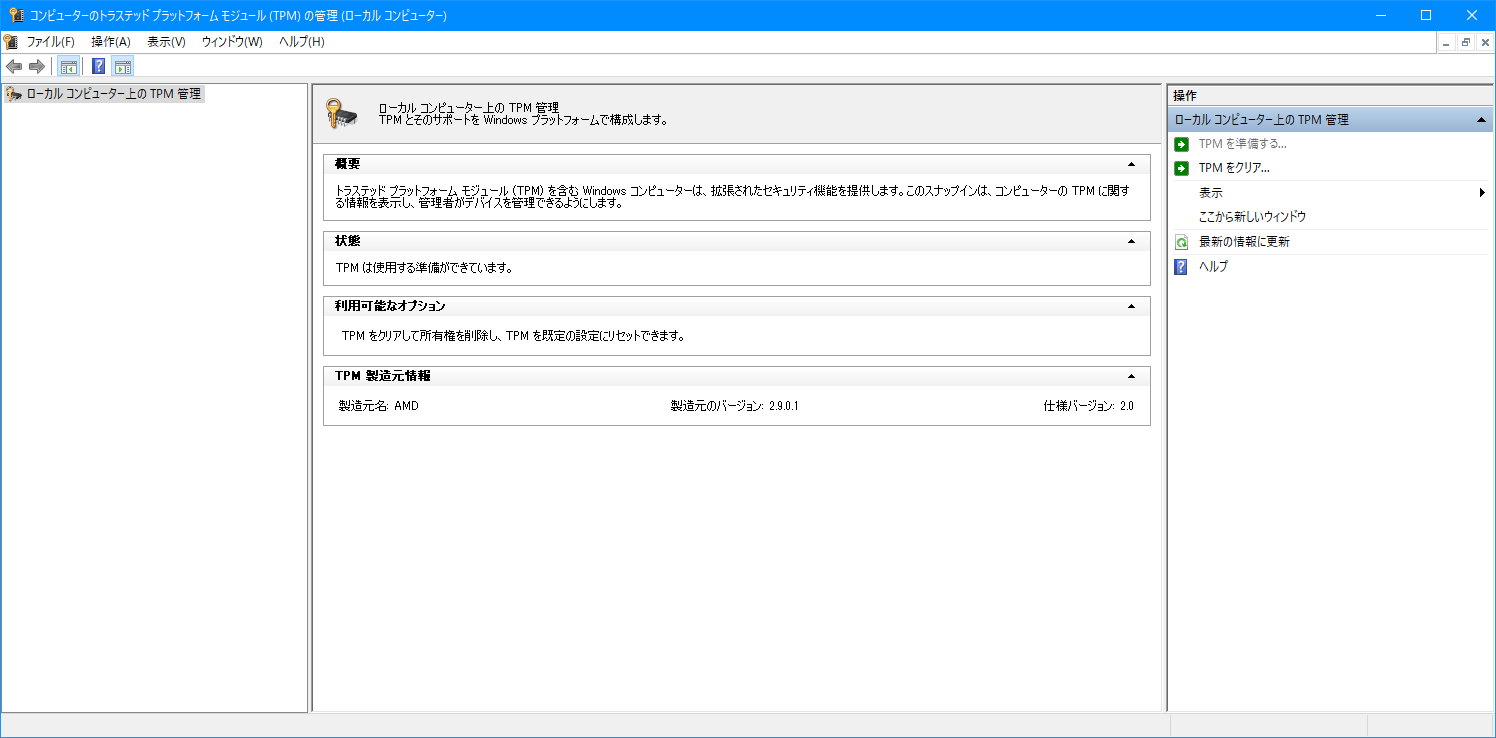 コンピューターのトラステッド プラットフォーム モジュール (TPM) の管理 (ローカル コンピューター)
ファイル(F) 操作(A) 表示(V) ウィンドウ(W) ヘルプ(H)
ローカル コンピューター上の TPM 管理
ローカル コンピューター上の TPM 管理
TPM とそのサポートを Windows プラットフォームで構成します。
概要
トラステッド プラットフォーム モジュール (TPM) を含む Windows コンピューターは、拡張されたセキュリティ機能を提供します。このスナップインは、コンピューターの TPM に関す
る情報を表示し、管理者がデバイスを管理できるようにします。
状態
TPM は使用する準備ができています。
利用可能なオプション
TPM をクリアして所有権を削除し、TPM を既定の設定にリセットできます。
TPM 製造元情報
製造元名: AMD 製造元のバージョン: 2.9.0.1 仕様バージョン: 2.0
操作
ローカル コンピューター上の TPM 管理
TPM を準備する...
TPM をクリア...
表示
ここから新しいウィンドウ
最新の情報に更新
ヘルプ